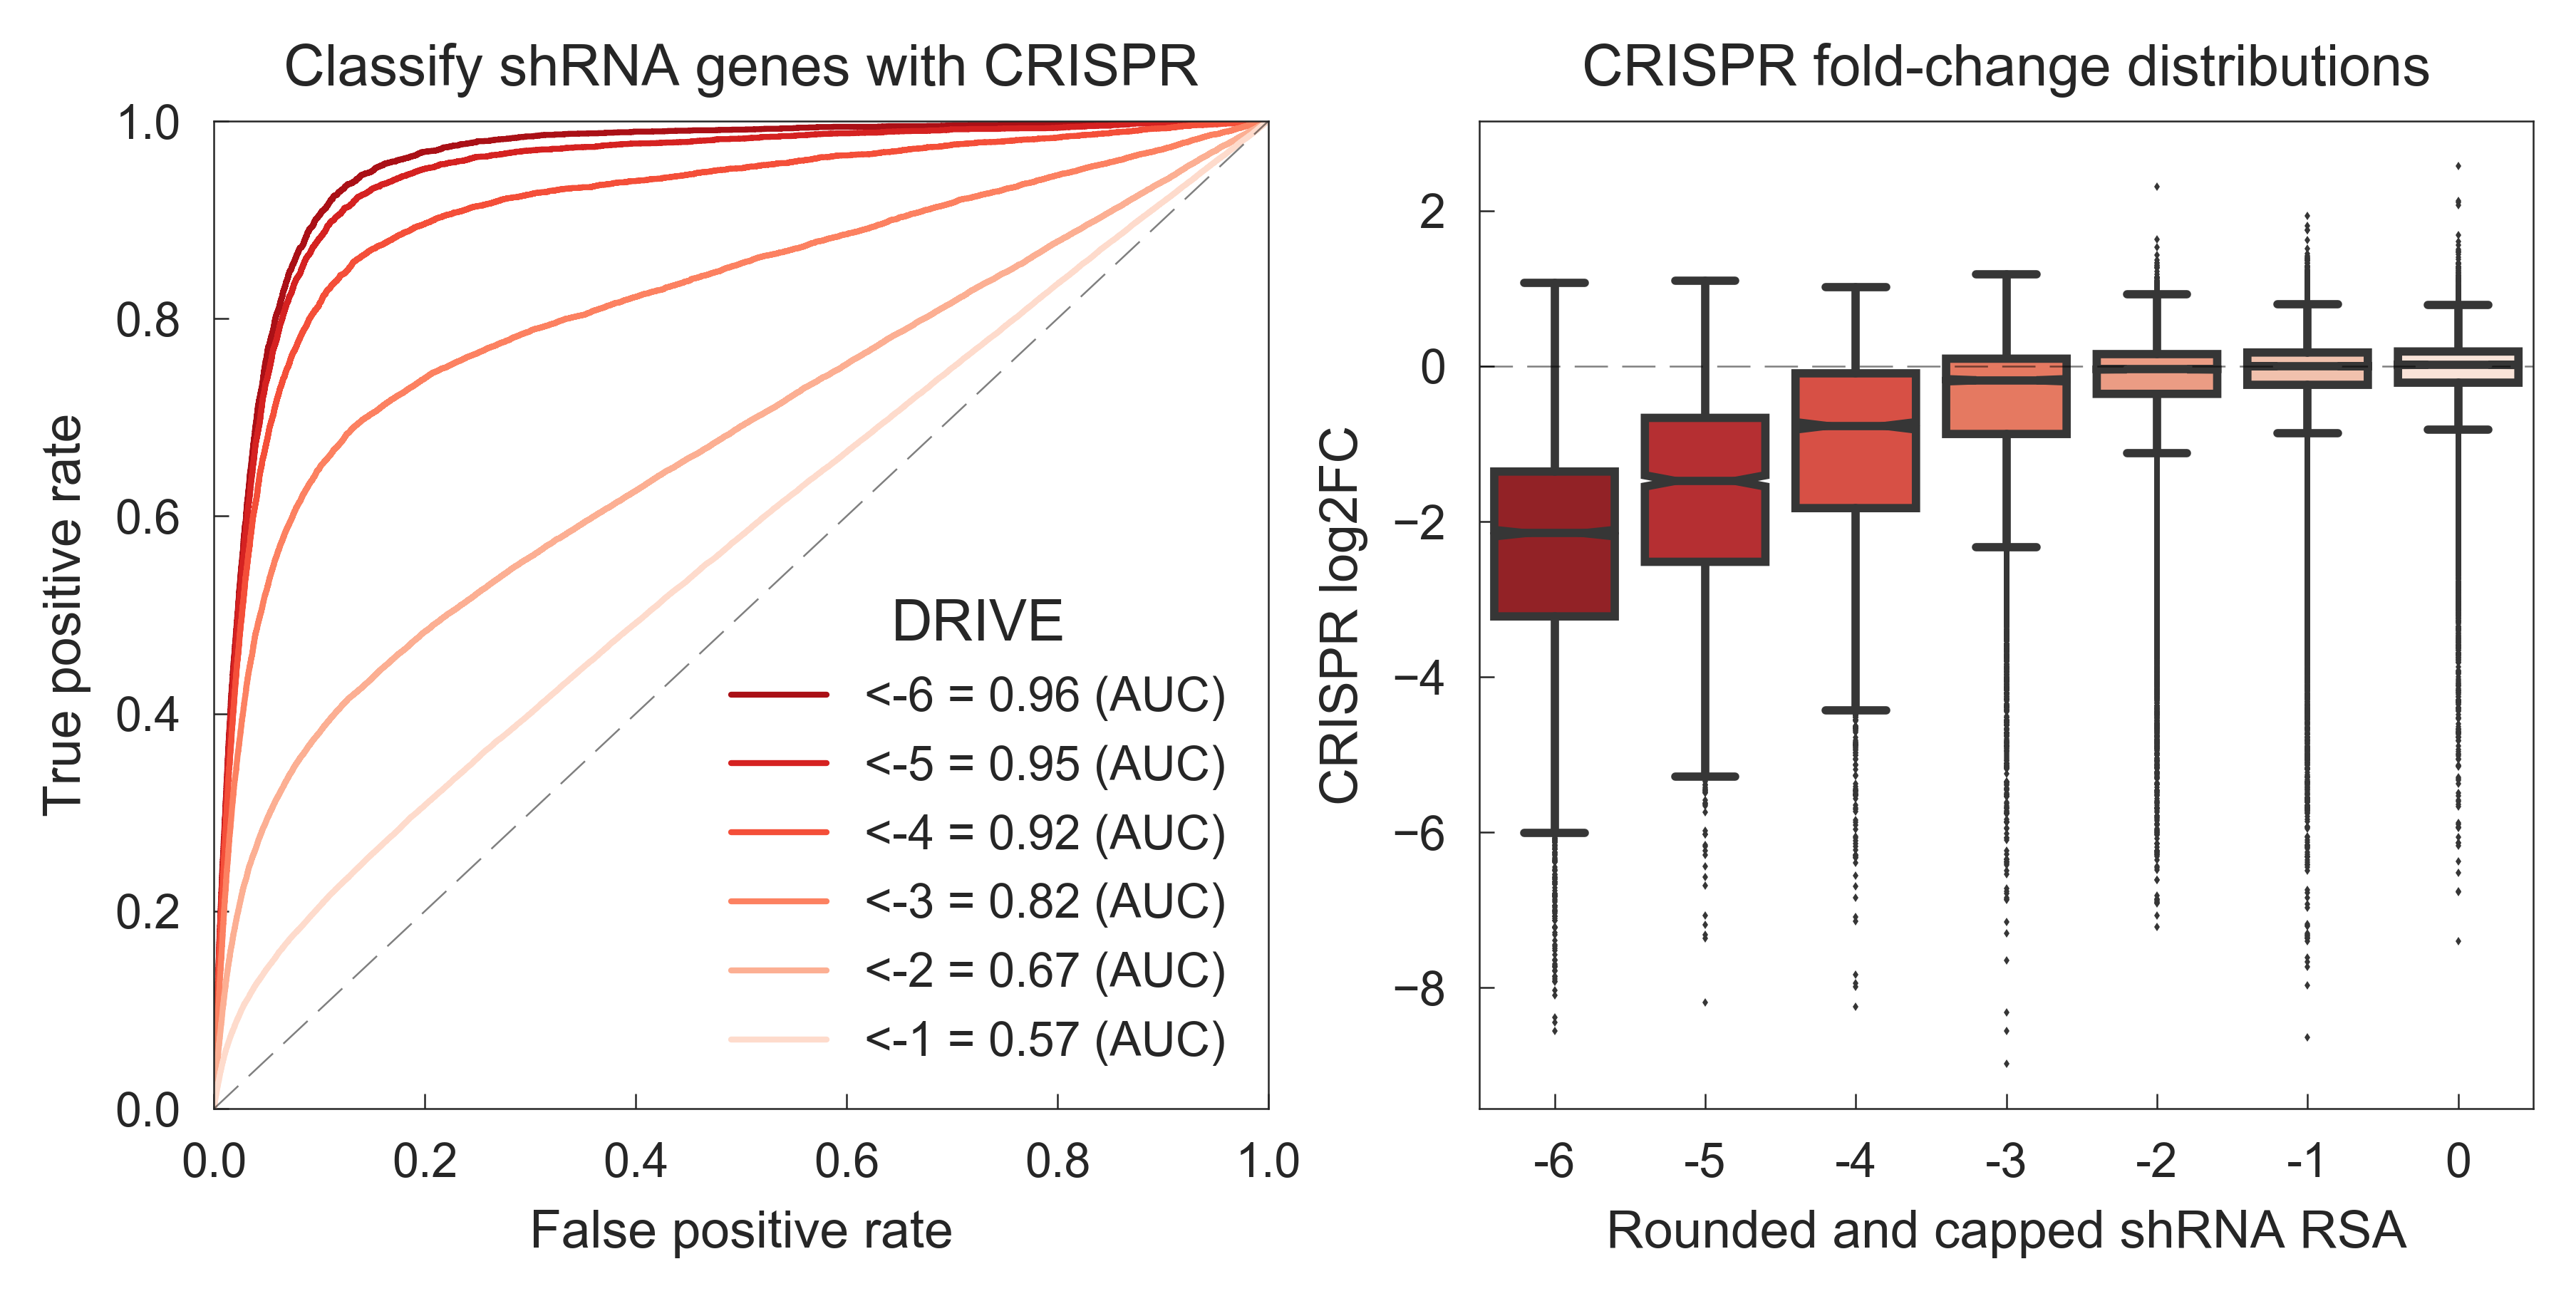 Classify shRNA genes with CRISPR
1.0
0.8
0.6
0.4
0.2
0.0
True positive rate
0.0 0.2 0.4 0.6 0.8 1.0
False positive rate
DRIVE
<-6 = 0.96 (AUC)
<-5 = 0.95 (AUC)
<-4 = 0.92 (AUC)
<-3 = 0.82 (AUC)
<-2 = 0.67 (AUC)
<-1 = 0.57 (AUC)
CRISPR fold-change distributions
2
0
−2
−4
−6
−8
CRISPR log2FC
-6 -5 -4 -3 -2 -1 0
Rounded and capped shRNA RSA